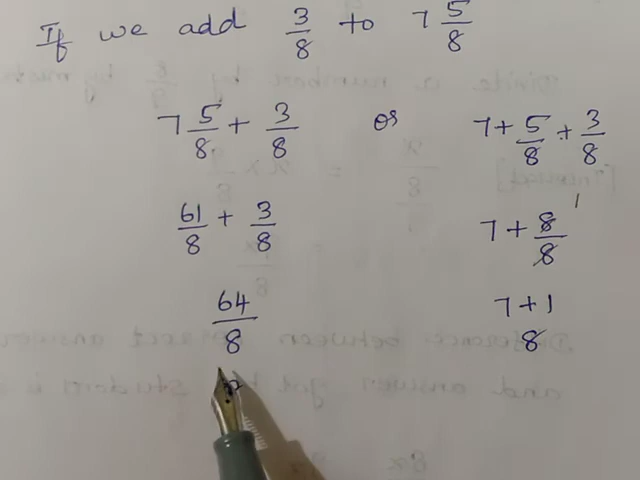 If we add 3/8 to 7 5/8
7 5/8 + 3/8 or 7 + 5/8 + 3/8
61/8 + 3/8 7 + 8/8 1
64/8 7 + 1
8